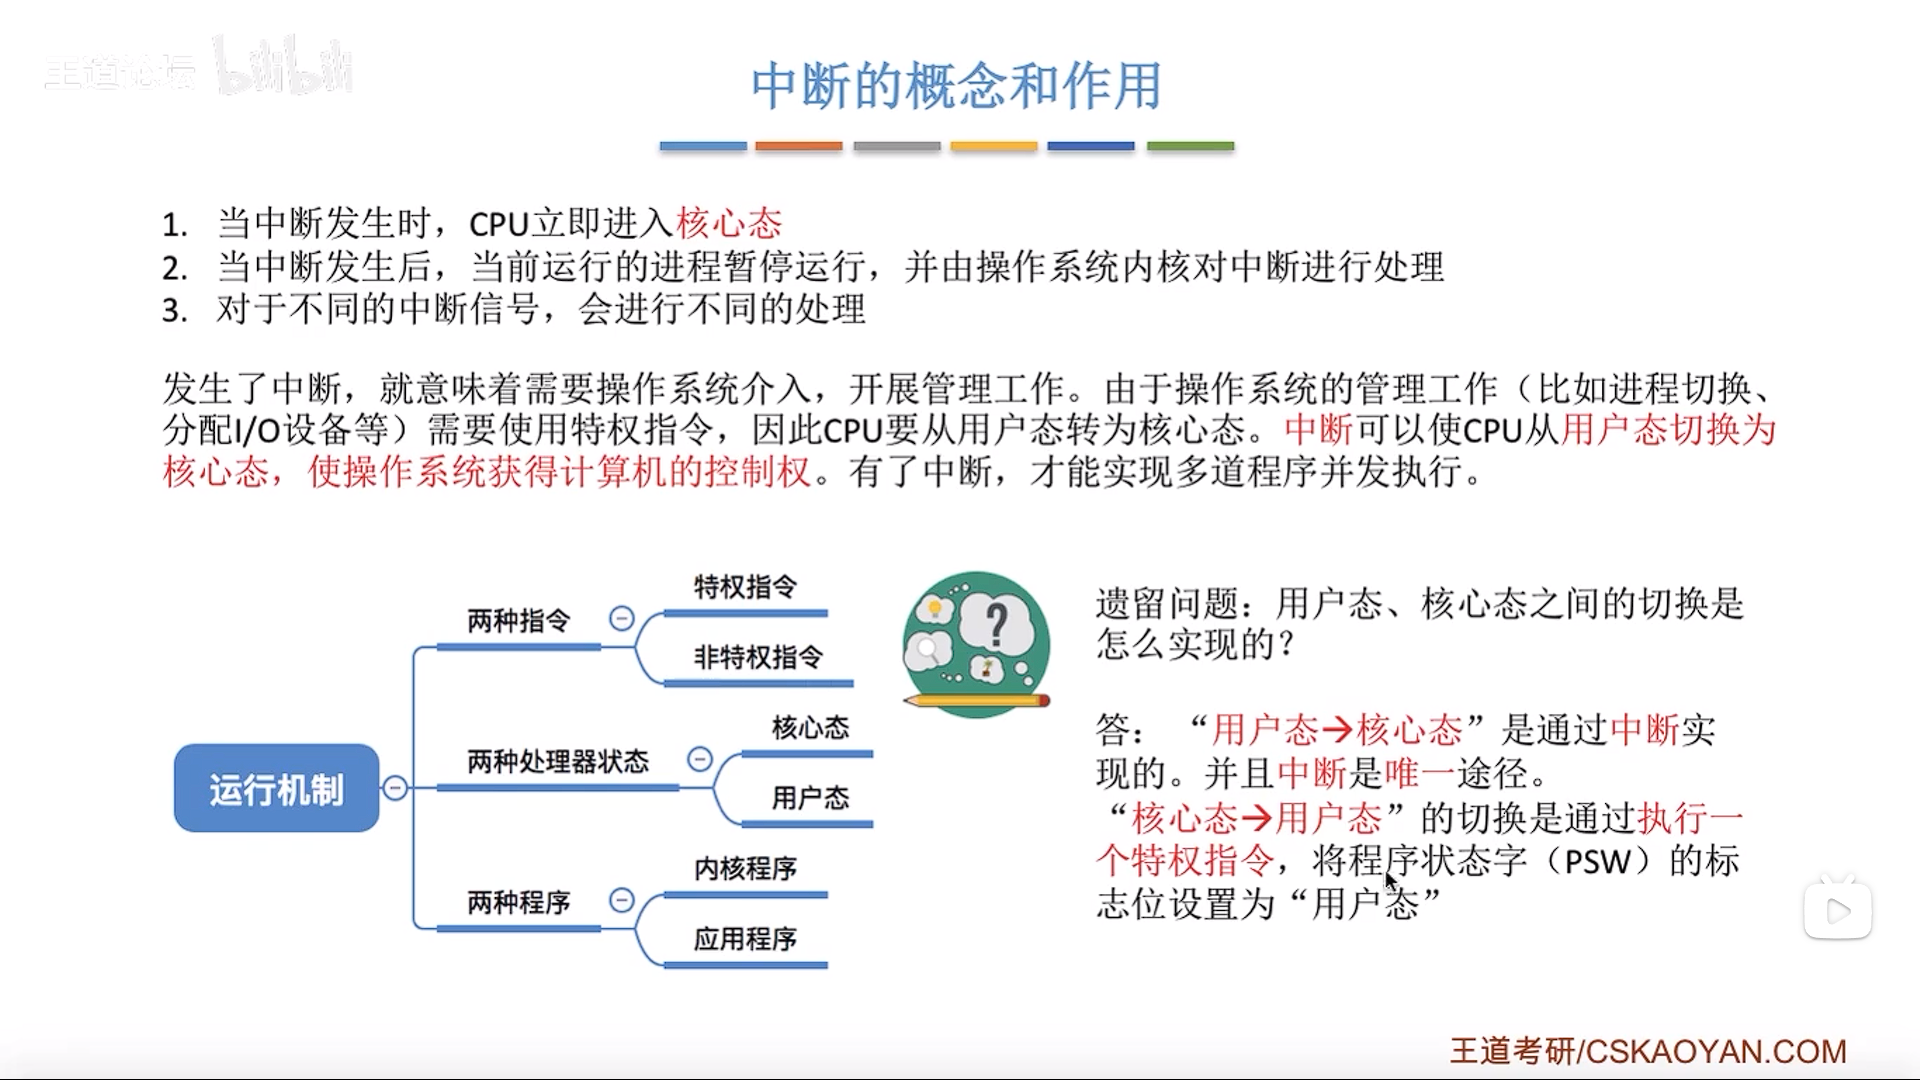 王道论坛 bilibili
中断的概念和作用
1. 当中断发生时，CPU立即进入核心态
2. 当中断发生后，当前运行的进程暂停运行，并由操作系统内核对中断进行处理
3. 对于不同的中断信号，会进行不同的处理
发生了中断，就意味着需要操作系统介入，开展管理工作。由于操作系统的管理工作（比如进程切换、
分配I/O设备等）需要使用特权指令，因此CPU要从用户态转为核心态。中断可以使CPU从用户态切换为
核心态，使操作系统获得计算机的控制权。有了中断，才能实现多道程序并发执行。
运行机制
两种指令
特权指令
非特权指令
两种处理器状态
核心态
用户态
两种程序
内核程序
应用程序
?
遗留问题：用户态、核心态之间的切换是
怎么实现的？
答：“用户态→核心态”是通过中断实
现的。并且中断是唯一途径。
“核心态→用户态”的切换是通过执行一
个特权指令，将程序状态字（PSW）的标
志位设置为“用户态”
王道考研/CSKAOYAN.COM